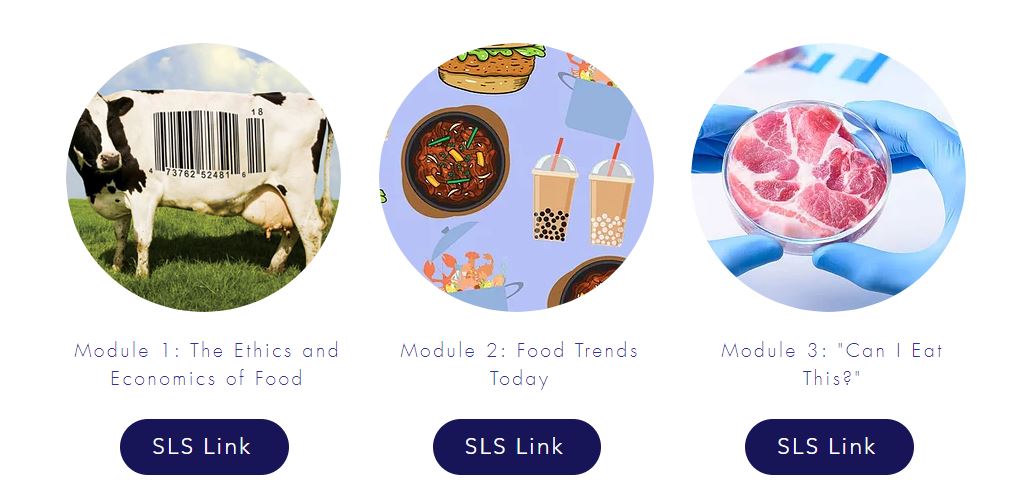 18
4 73762 52481 6
Module 1: The Ethics and
Economics of Food
SLS Link
Module 2: Food Trends
Today
SLS Link
Module 3: "Can I Eat
This?"
SLS Link